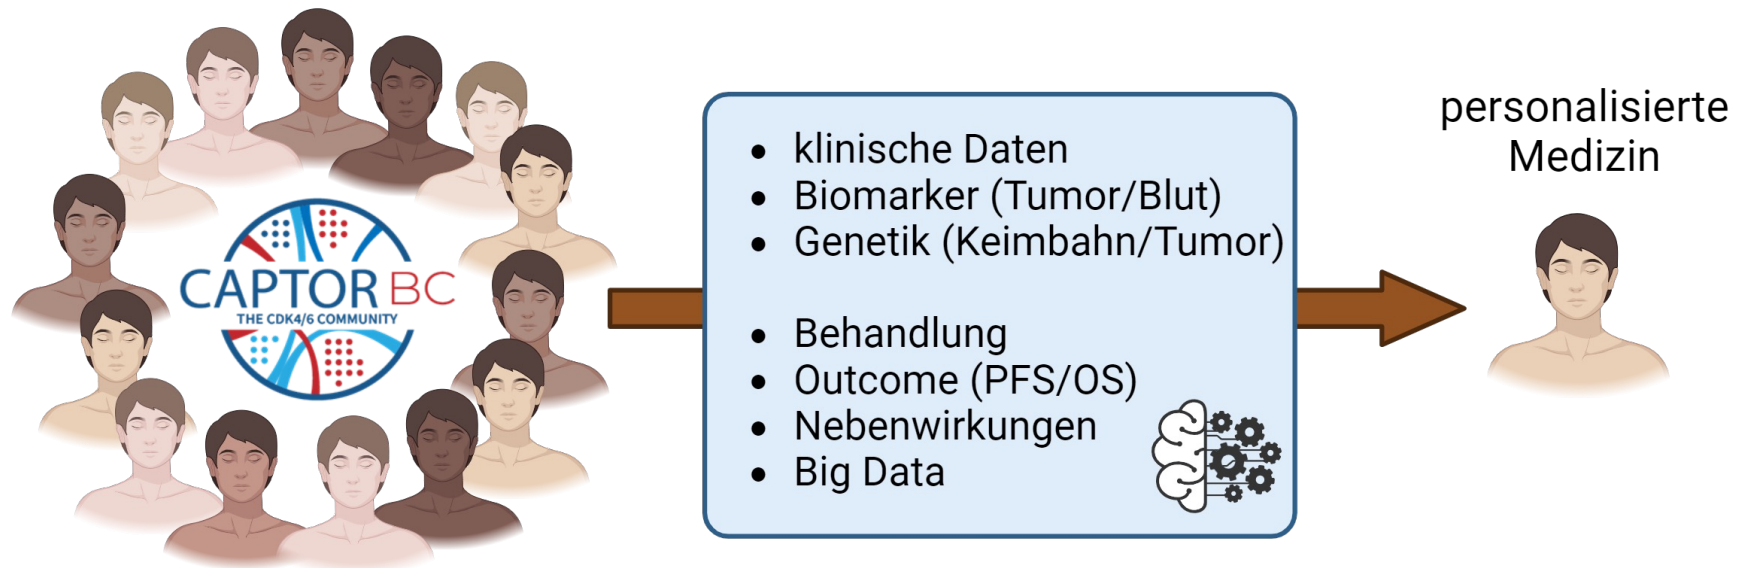 CAPTOR BC
THE CDK4/6 COMMUNITY
• klinische Daten
• Biomarker (Tumor/Blut)
• Genetik (Keimbahn/Tumor)
• Behandlung
• Outcome (PFS/OS)
• Nebenwirkungen
• Big Data
personalisierte
Medizin